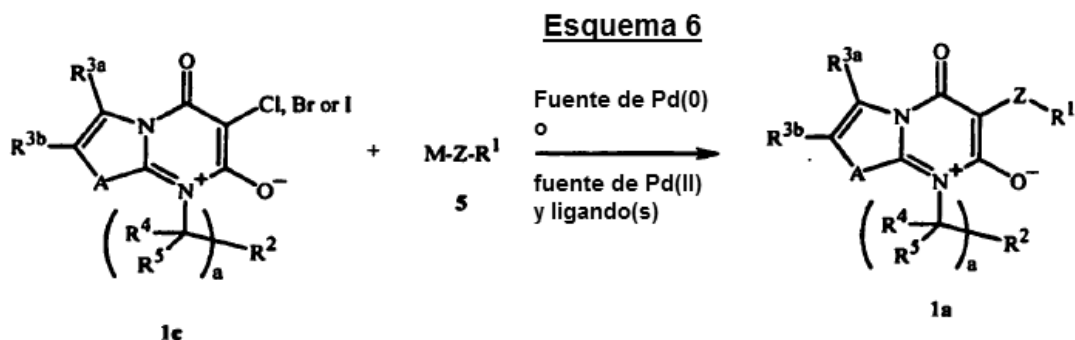 Esquema 6
R3a
O
Cl, Br or I
R3b
N
A
N+
O−
R4
R5
R2
a
1e
+
M-Z-R1
5
Fuente de Pd(0)
o
fuente de Pd(II)
y ligando(s)
R3a
O
Z
R1
R3b
N
A
N+
O−
R4
R5
R2
a
1a